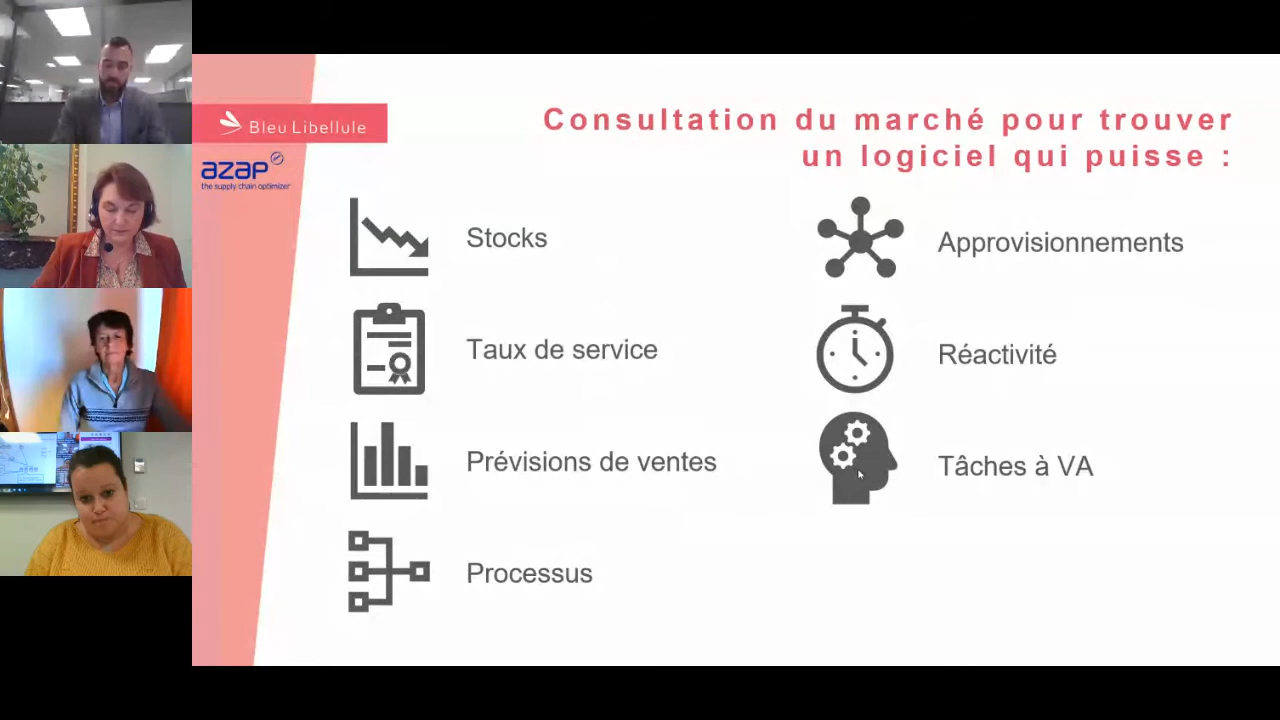 Bleu Libellule
azap
the supply chain optimizer
Consultation du marché pour trouver
un logiciel qui puisse :
Stocks
Approvisionnements
Taux de service
Réactivité
Prévisions de ventes
Tâches à VA
Processus